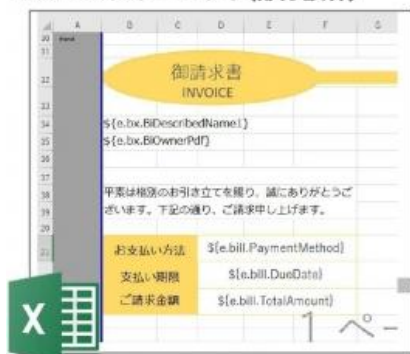 A B C D E F G
御請求書
INVOICE
${e.bx.BiDescribedName1}
${e.bx.BiOwnerPdf}
平素は格別のお引き立てを賜り、誠にありがとうご
ざいます。下記の通り、ご請求申し上げます。
お支払い方法 ${e.bill.PaymentMethod}
支払い期限 ${e.bill.DueDate}
ご請求金額 ${e.bill.TotalAmount}
1 ペー
X